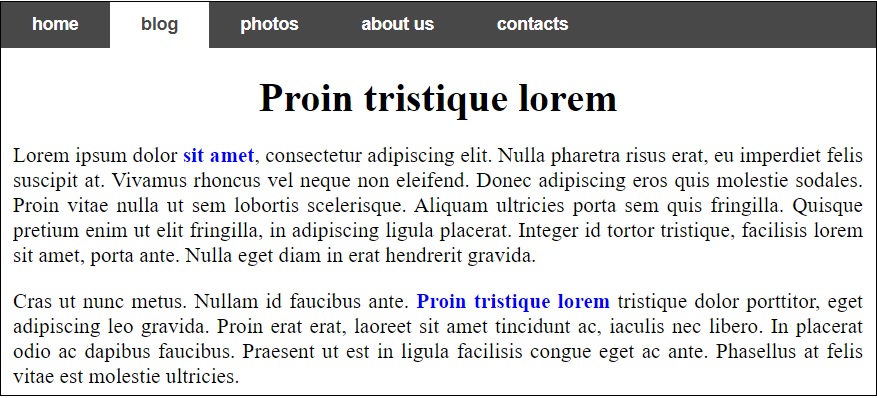 home blog photos about us contacts
Proin tristique lorem
Lorem ipsum dolor sit amet, consectetur adipiscing elit. Nulla pharetra risus erat, eu imperdiet felis
suscipit at. Vivamus rhoncus vel neque non eleifend. Donec adipiscing eros quis molestie sodales.
Proin vitae nulla ut sem lobortis scelerisque. Aliquam ultricies porta sem quis fringilla. Quisque
pretium enim ut elit fringilla, in adipiscing ligula placerat. Integer id tortor tristique, facilisis lorem
sit amet, porta ante. Nulla eget diam in erat hendrerit gravida.
Cras ut nunc metus. Nullam id faucibus ante. Proin tristique lorem tristique dolor porttitor, eget
adipiscing leo gravida. Proin erat erat, laoreet sit amet tincidunt ac, iaculis nec libero. In placerat
odio ac dapibus faucibus. Praesent ut est in ligula facilisis congue eget ac ante. Phasellus at felis
vitae est molestie ultricies.